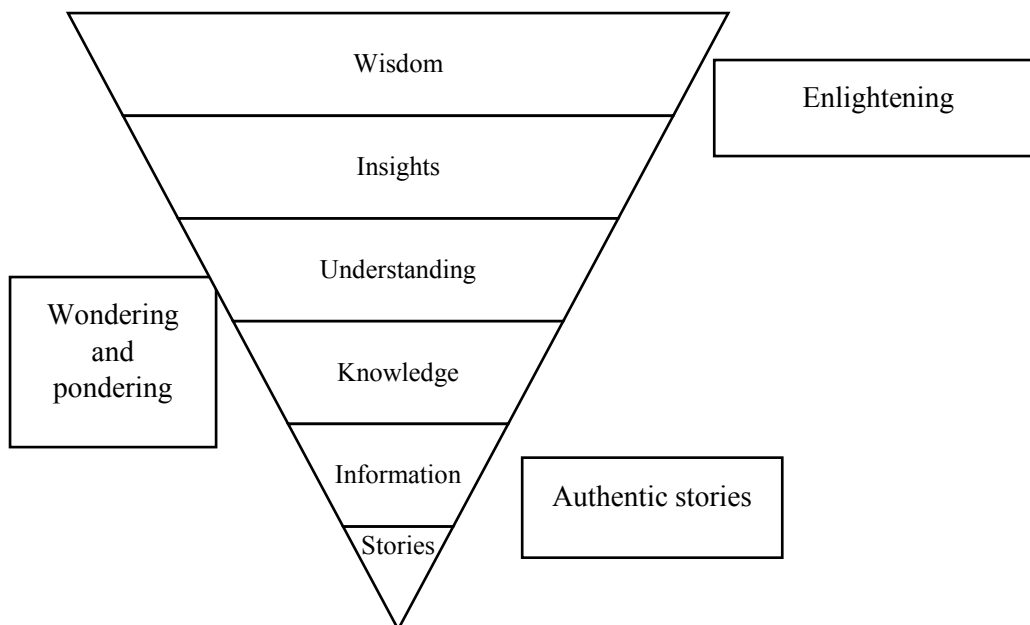 Wisdom
Enlightening
Insights
Understanding
Wondering
and
pondering
Knowledge
Information
Authentic stories
Stories